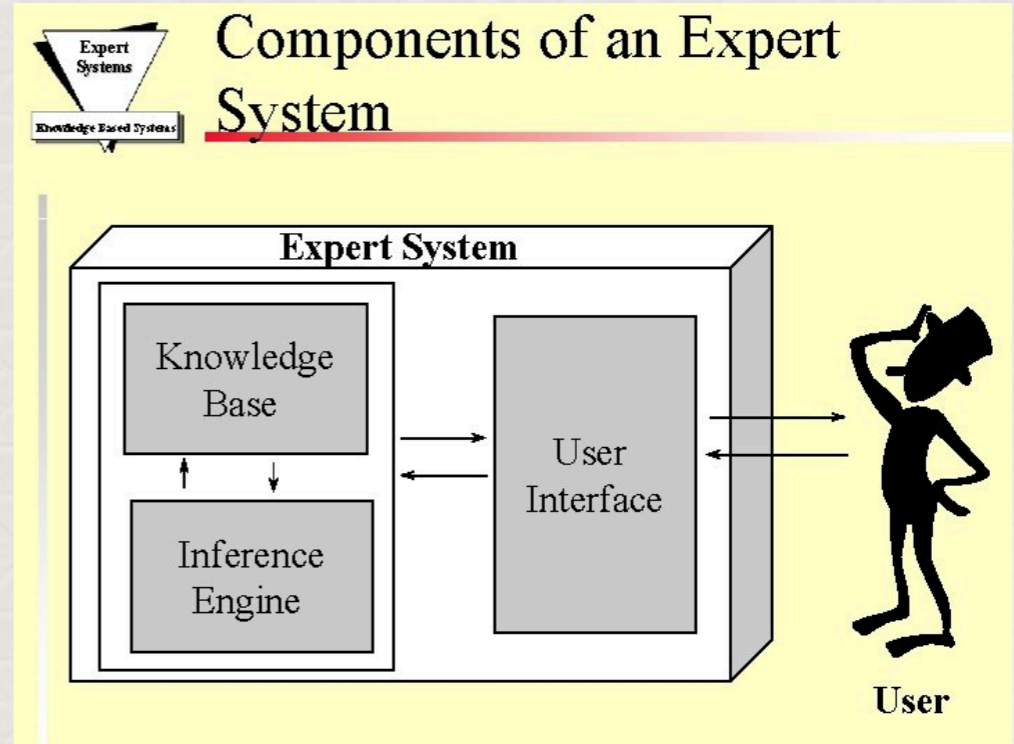 Expert
Systems
Knowledge Based Systems
Components of an Expert
System
Expert System
Knowledge
Base
Inference
Engine
User
Interface
User